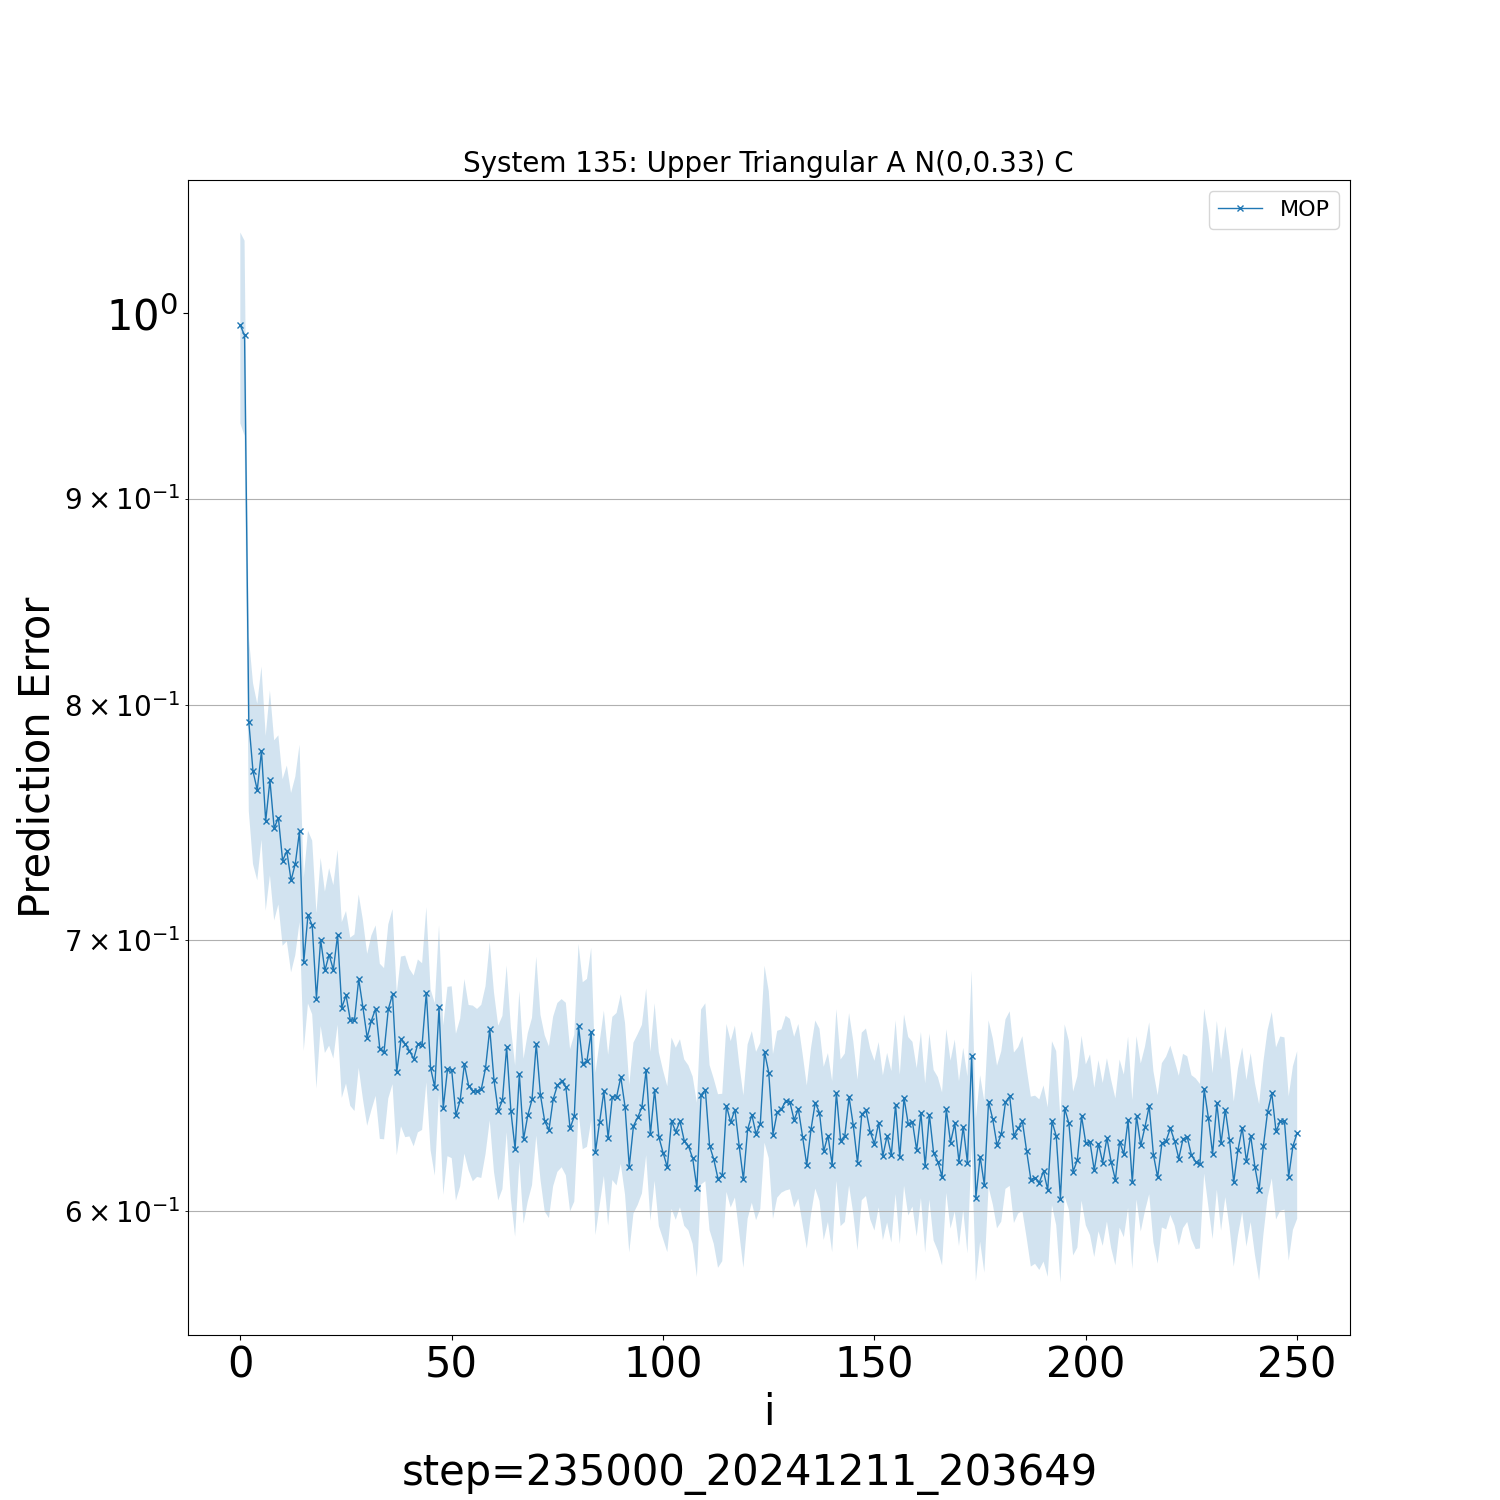 System 135: Upper Triangular A N(0,0.33) C
MOP
10⁰
9 × 10⁻¹
8 × 10⁻¹
7 × 10⁻¹
6 × 10⁻¹
Prediction Error
0 50 100 150 200 250
i
step=235000_20241211_203649